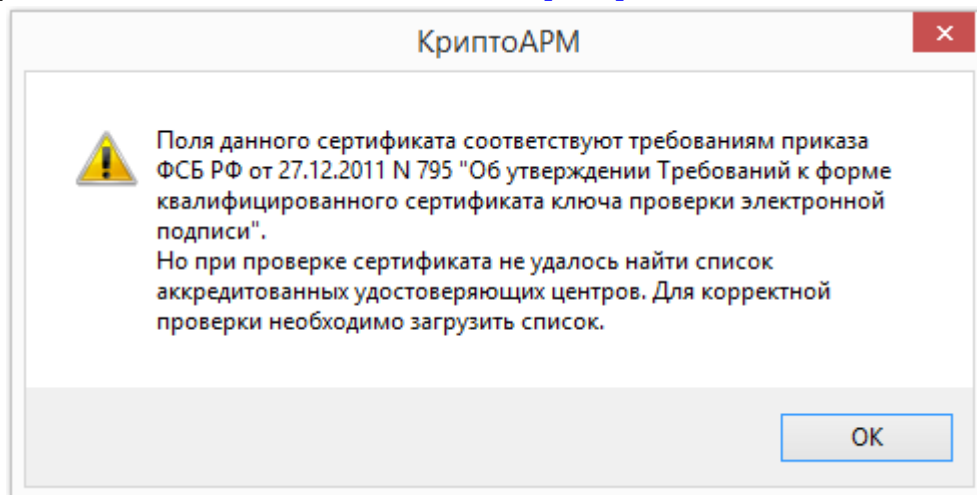 КриптоАРМ
Поля данного сертификата соответствуют требованиям приказа
ФСБ РФ от 27.12.2011 N 795 "Об утверждении Требований к форме
квалифицированного сертификата ключа проверки электронной
подписи".
Но при проверке сертификата не удалось найти список
аккредитованных удостоверяющих центров. Для корректной
проверки необходимо загрузить список.
ОК